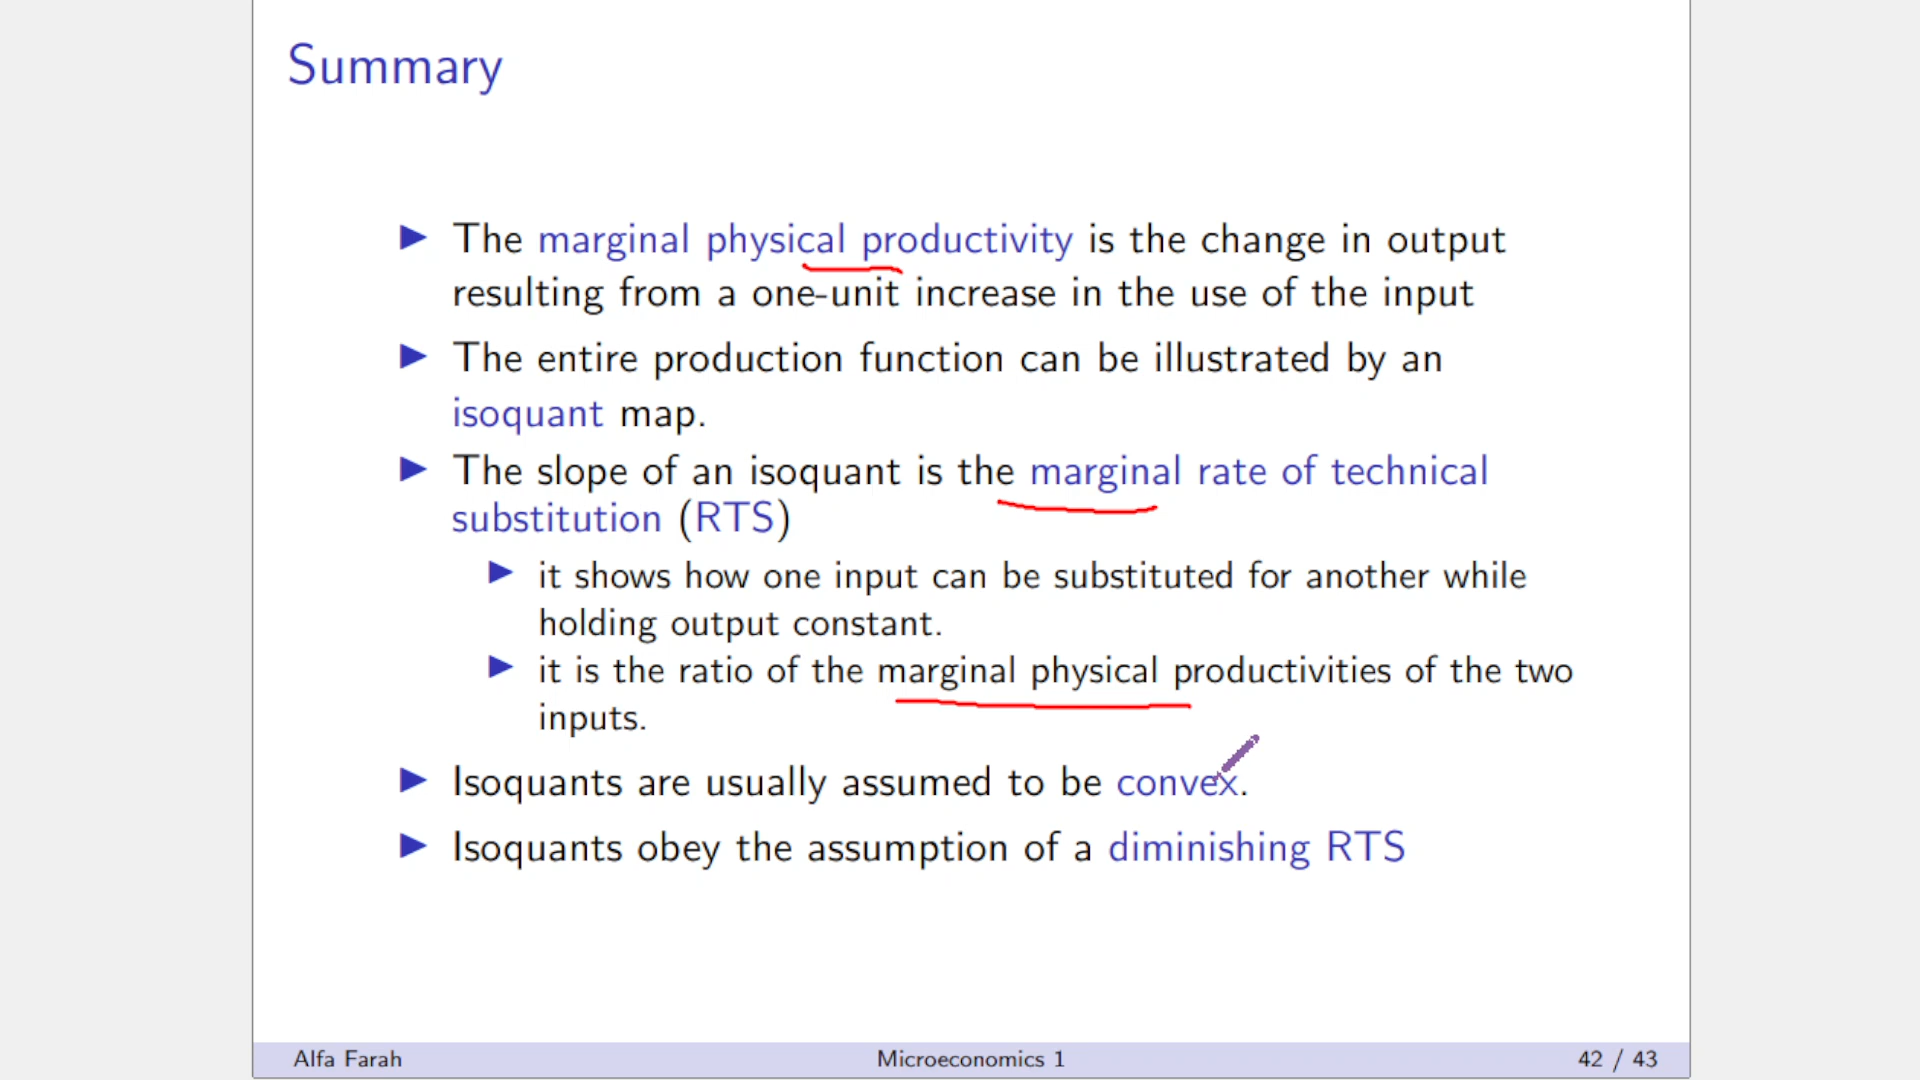 Summary
▶ The marginal physical productivity is the change in output
resulting from a one-unit increase in the use of the input
▶ The entire production function can be illustrated by an
isoquant map.
▶ The slope of an isoquant is the marginal rate of technical
substitution (RTS)
▶ it shows how one input can be substituted for another while
holding output constant.
▶ it is the ratio of the marginal physical productivities of the two
inputs.
▶ Isoquants are usually assumed to be convex.
▶ Isoquants obey the assumption of a diminishing RTS
Alfa Farah Microeconomics 1 42 / 43